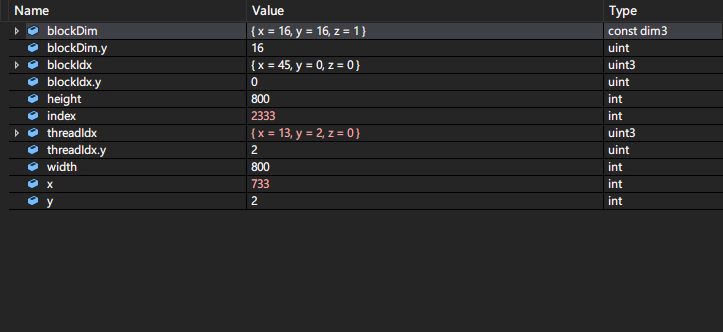 Name Value Type
blockDim { x = 16, y = 16, z = 1 } const dim3
blockDim.y 16 uint
blockIdx { x = 45, y = 0, z = 0 } uint3
blockIdx.y 0 uint
height 800 int
index 2333 int
threadIdx { x = 13, y = 2, z = 0 } uint3
threadIdx.y 2 uint
width 800 int
x 733 int
y 2 int